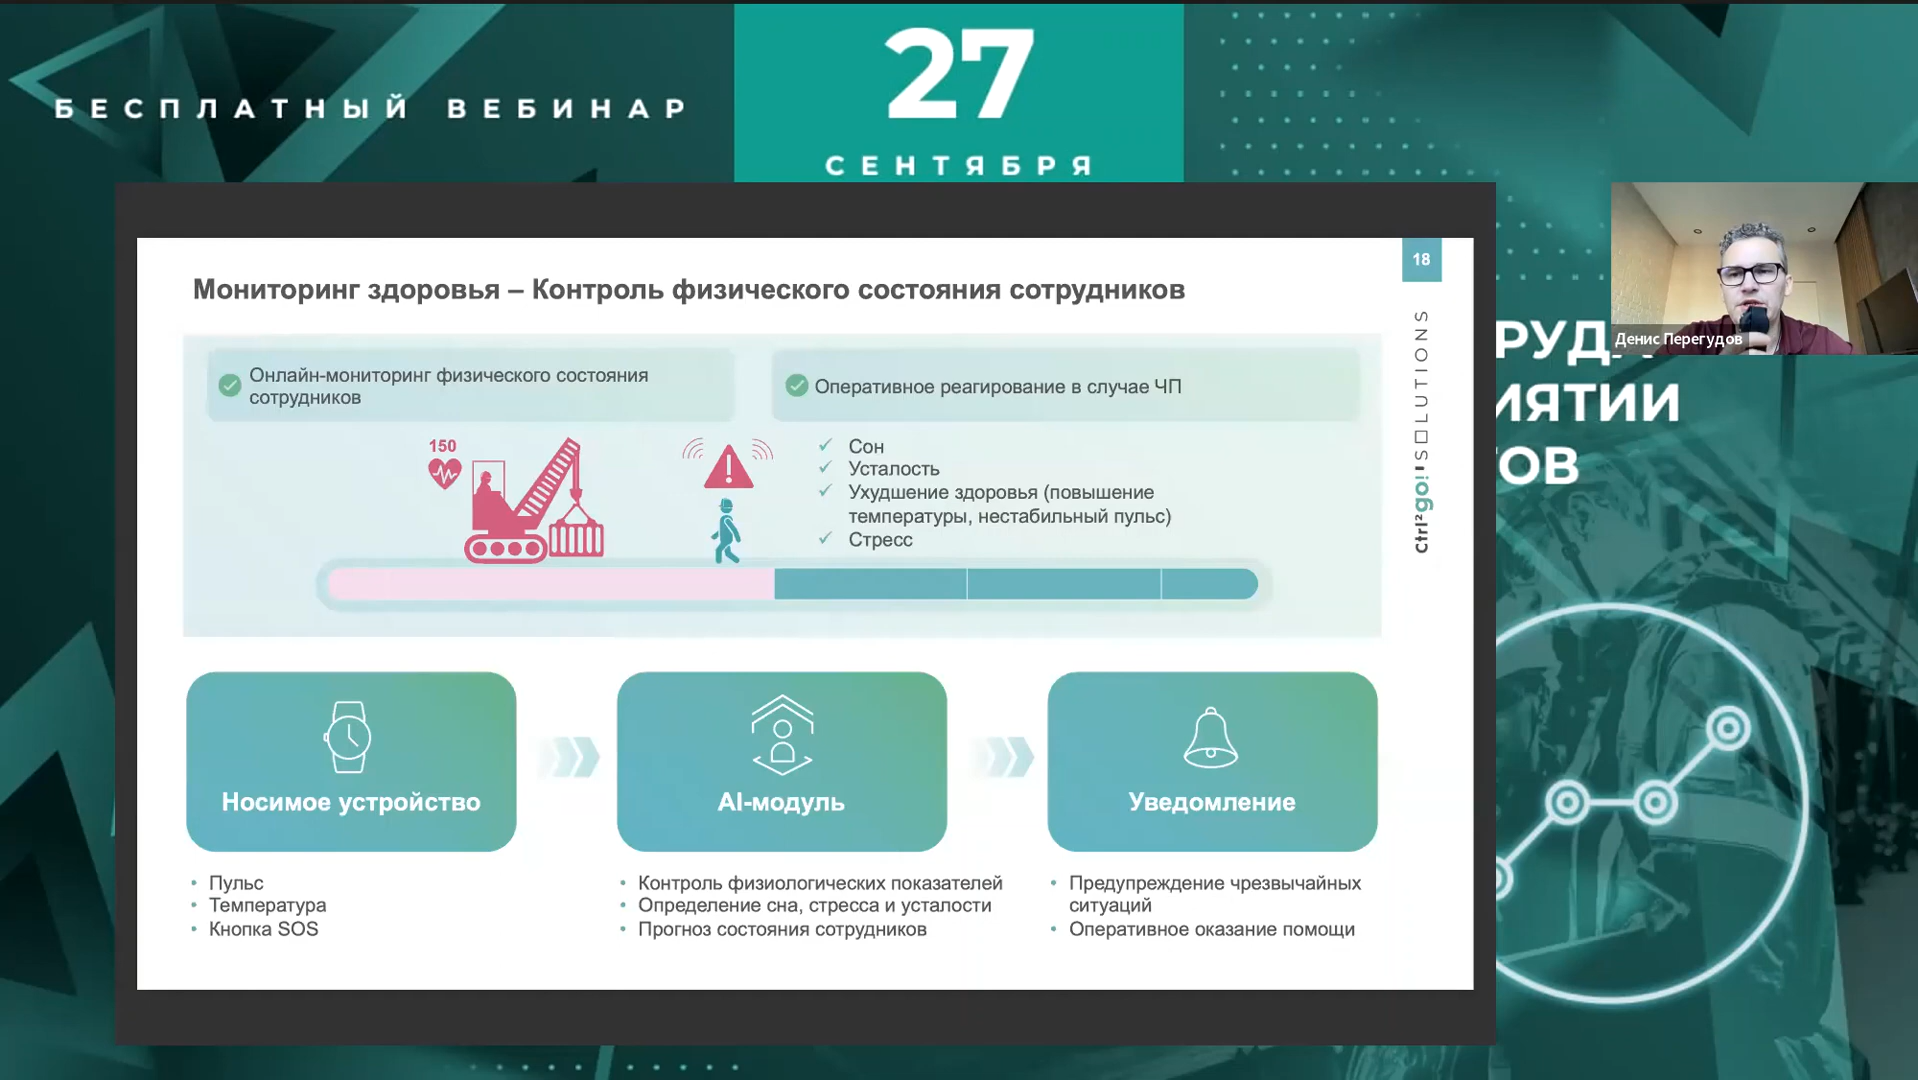 БЕСПЛАТНЫЙ ВЕБИНАР
27
СЕНТЯБРЯ
18
Мониторинг здоровья – Контроль физического состояния сотрудников
Онлайн-мониторинг физического состояния
сотрудников
Оперативное реагирование в случае ЧП
150
Сон
Усталость
Ухудшение здоровья (повышение
температуры, нестабильный пульс)
Стресс
Носимое устройство
AI-модуль
Уведомление
Пульс
Температура
Кнопка SOS
Контроль физиологических показателей
Определение сна, стресса и усталости
Прогноз состояния сотрудников
Предупреждение чрезвычайных
ситуаций
Оперативное оказание помощи
Ctrl²go! SOLUTIONS
Денис Перегудов